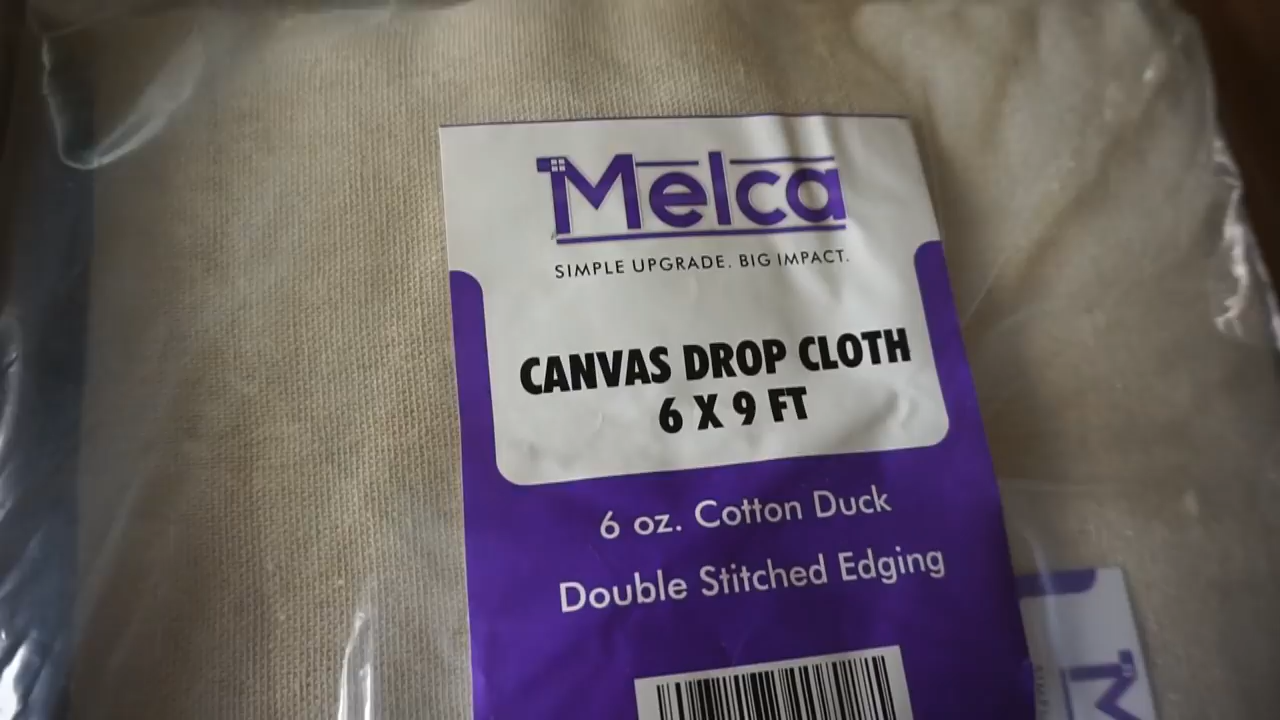 Melca
SIMPLE UPGRADE. BIG IMPACT.
CANVAS DROP CLOTH
6 X 9 FT
6 oz. Cotton Duck
Double Stitched Edging